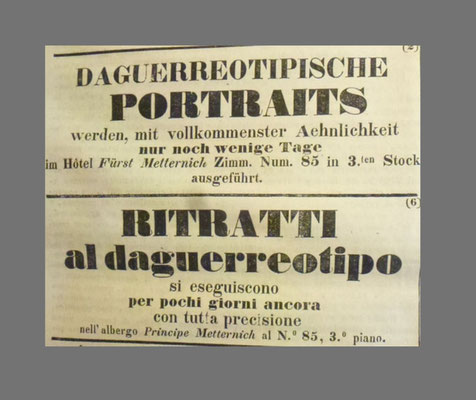 (2)
DAGUERREOTIPISCHE
PORTRAITS
werden, mit vollkommenster Aehnlichkeit
nur noch wenige Tage
im Hôtel Fürst Metternich Zimm. Num. 85 in 3.ten Stock
ausgeführt.
(6)
RITRATTI
al daguerreotipo
si eseguiscono
per pochi giorni ancora
con tutta precisione
nell'albergo Principe Metternich al N.º 85, 3.º piano.